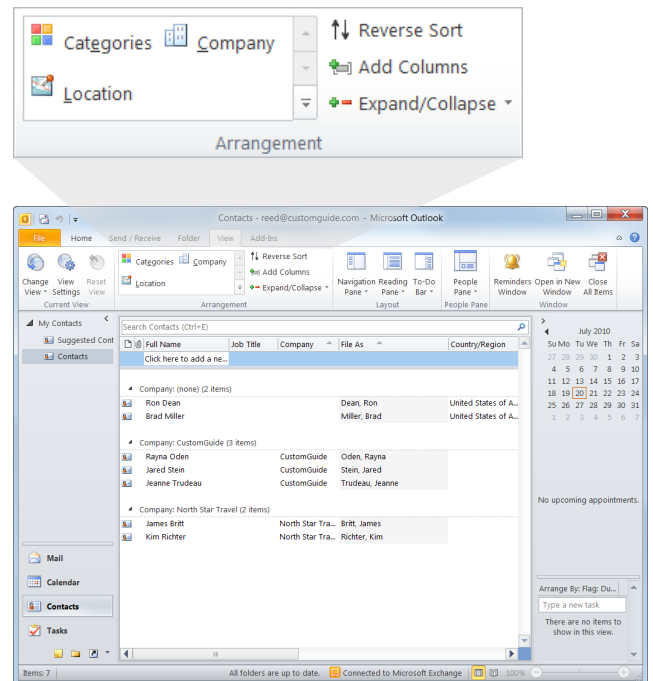 Categories Company
Location
Reverse Sort
Add Columns
Expand/Collapse
Arrangement
Contacts - reed@customguide.com - Microsoft Outlook
File Home Send / Receive Folder View Add-Ins
Change View
View Settings
Reset View
Current View
Categories Company
Location
Reverse Sort
Add Columns
Expand/Collapse
Arrangement
Navigation Pane
Reading Pane
To-Do Bar
Layout
People Pane
People Pane
Reminders Window
Open in New Window
Close All Items
Window
My Contacts
Suggested Cont
Contacts
Search Contacts (Ctrl+E)
Full Name Job Title Company File As Country/Region
Click here to add a ne...
Company: (none) (2 items)
Ron Dean Dean, Ron United States of A...
Brad Miller Miller, Brad United States of A...
Company: CustomGuide (3 items)
Rayna Oden CustomGuide Oden, Rayna
Jared Stein CustomGuide Stein, Jared
Jeanne Trudeau CustomGuide Trudeau, Jeanne
Company: North Star Travel (2 items)
James Britt North Star Tra... Britt, James
Kim Richter North Star Tra... Richter, Kim
July 2010
Su Mo Tu We Th Fr Sa
27 28 29 30 1 2 3
4 5 6 7 8 9 10
11 12 13 14 15 16 17
18 19 20 21 22 23 24
25 26 27 28 29 30 31
1 2 3 4 5 6 7
No upcoming appointments.
Arrange By: Flag: Du...
Type a new task
There are no items to
show in this view.
Mail
Calendar
Contacts
Tasks
Items: 7 All folders are up to date. Connected to Microsoft Exchange 100%